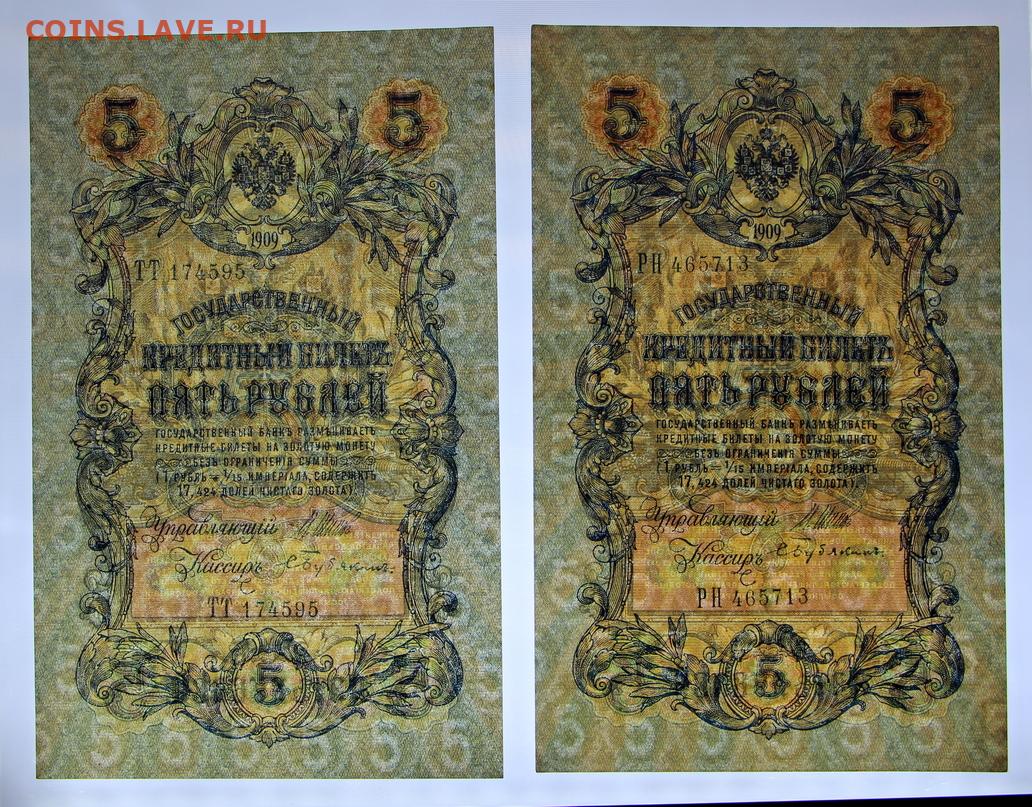 COINS.LAVE.RU
5 5
1909
ТТ 174595
ГОСУДАРСТВЕННЫЙ
КРЕДИТНЫЙ БИЛЕТЪ
ПЯТЬ РУБЛЕЙ
ГОСУДАРСТВЕННЫЙ БАНКЪ РАЗМѢНИВАЕТЪ
КРЕДИТНЫЕ БИЛЕТЫ НА ЗОЛОТУЮ МОНЕТУ
БЕЗЪ ОГРАНИЧЕНІЯ СУММЫ
(1 РУБЛЬ = 1/15 ИМПЕРІАЛА, СОДЕРЖИТЪ
17,424 ДОЛЕЙ ЧИСТАГО ЗОЛОТА).
Управляющій
Кассиръ
ТТ 174595
5
5 5
1909
РН 465713
ГОСУДАРСТВЕННЫЙ
КРЕДИТНЫЙ БИЛЕТЪ
ПЯТЬ РУБЛЕЙ
ГОСУДАРСТВЕННЫЙ БАНКЪ РАЗМѢНИВАЕТЪ
КРЕДИТНЫЕ БИЛЕТЫ НА ЗОЛОТУЮ МОНЕТУ
БЕЗЪ ОГРАНИЧЕНІЯ СУММЫ
(1 РУБЛЬ = 1/15 ИМПЕРІАЛА, СОДЕРЖИТЪ
17,424 ДОЛЕЙ ЧИСТАГО ЗОЛОТА).
Управляющій
Кассиръ
РН 465713
5